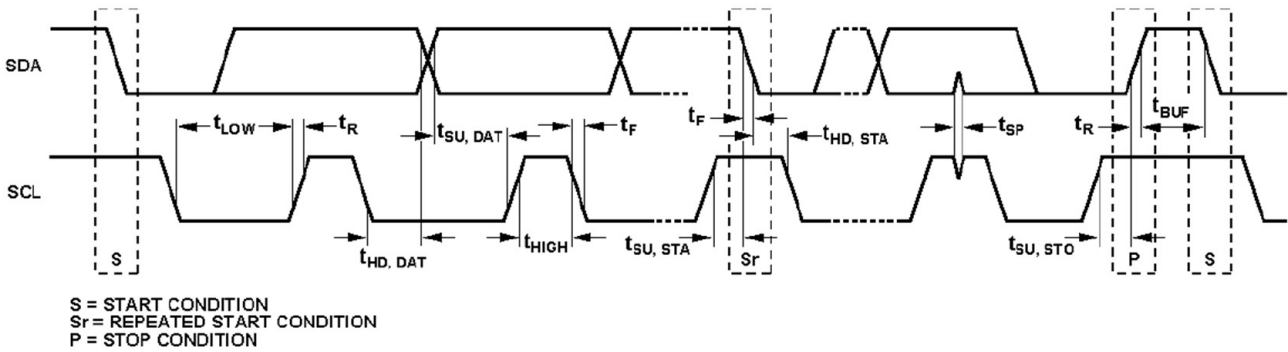 SDA
tLOW tR tSU, DAT tF tF tHD, STA tSP tR tBUF
SCL
tHD, DAT tHIGH tSU, STA tSU, STO
S Sr P S
S = START CONDITION
Sr = REPEATED START CONDITION
P = STOP CONDITION